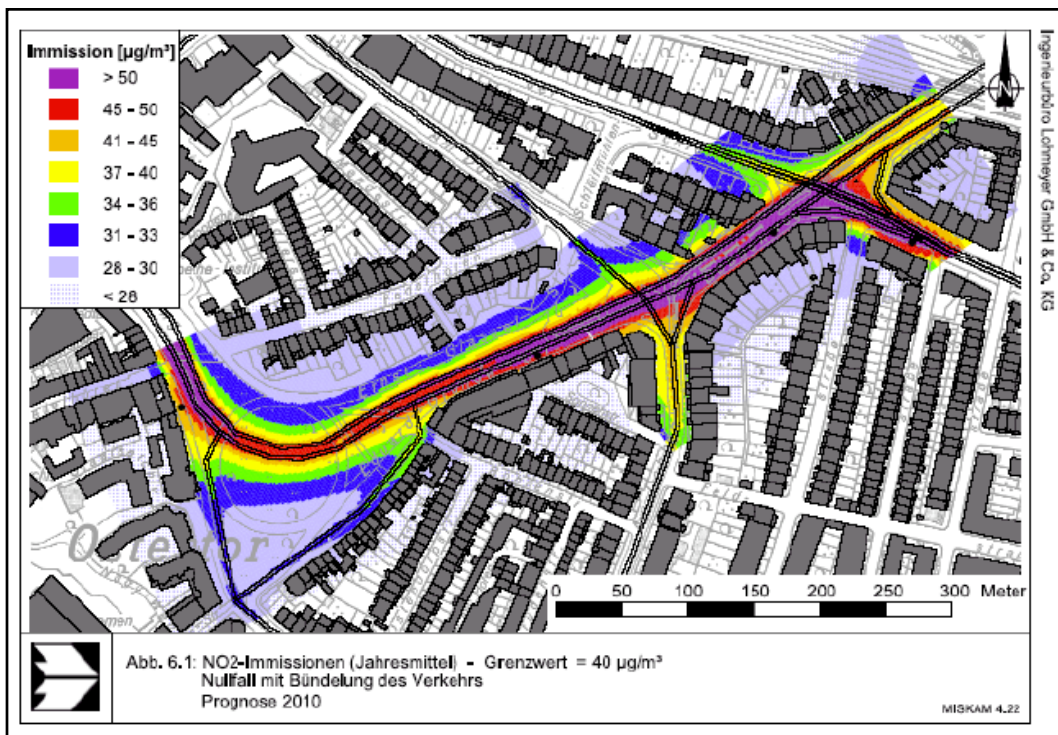 Immission [µg/m³]
> 50
45 - 50
41 - 45
37 - 40
34 - 36
31 - 33
28 - 30
< 28
N
Ingenieurbüro Lohmeyer GmbH & Co. KG
0 50 100 150 200 250 300 Meter
Abb. 6.1: NO2-Immissionen (Jahresmittel) - Grenzwert = 40 µg/m³
Nullfall mit Bündelung des Verkehrs
Prognose 2010
MISKAM 4.22